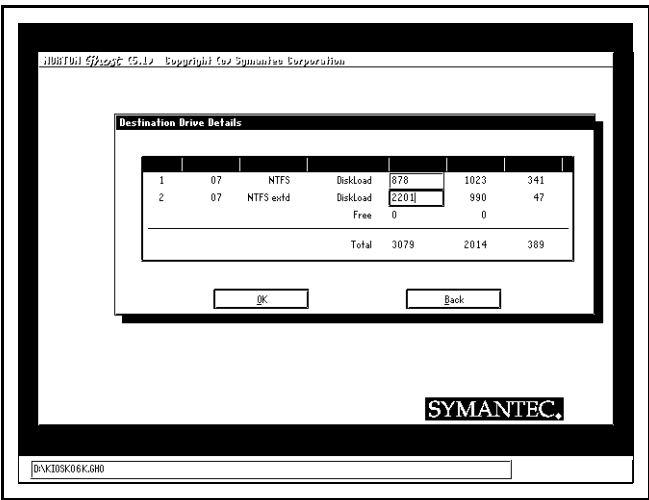 NORTON Ghost (5.1) Copyright (c) Symantec Corporation
Destination Drive Details
1 07 NTFS DiskLoad 878 1023 341
2 07 NTFS extd DiskLoad 2201 990 47
Free 0 0
Total 3079 2014 389
OK Back
SYMANTEC.
D:\KIOSK06K.GHO